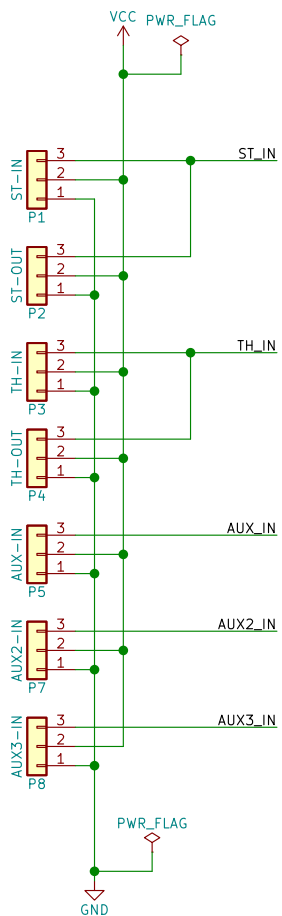 VCC
PWR_FLAG
ST-IN
3
2
1
P1
ST_IN
ST-OUT
3
2
1
P2
TH-IN
3
2
1
P3
TH_IN
TH-OUT
3
2
1
P4
AUX-IN
3
2
1
P5
AUX_IN
AUX2-IN
3
2
1
P7
AUX2_IN
AUX3-IN
3
2
1
P8
AUX3_IN
PWR_FLAG
GND